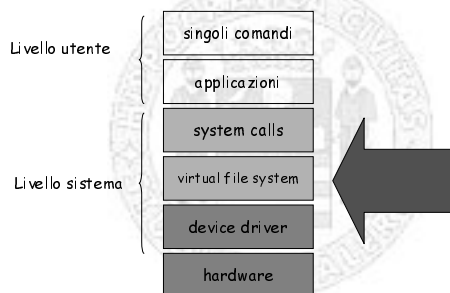 singoli comandi
Livello utente
applicazioni
system calls
virtual file system
Livello sistema
device driver
hardware